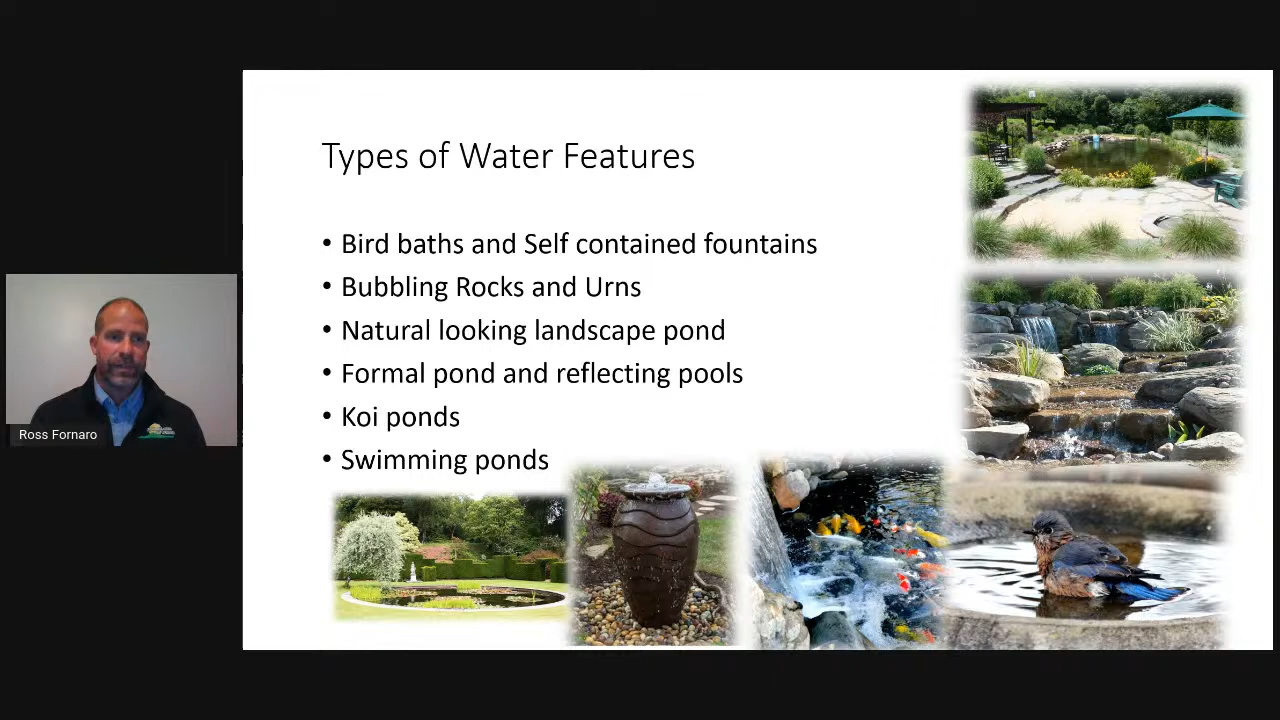 Types of Water Features
• Bird baths and Self contained fountains
• Bubbling Rocks and Urns
• Natural looking landscape pond
• Formal pond and reflecting pools
• Koi ponds
• Swimming ponds
Ross Fornaro